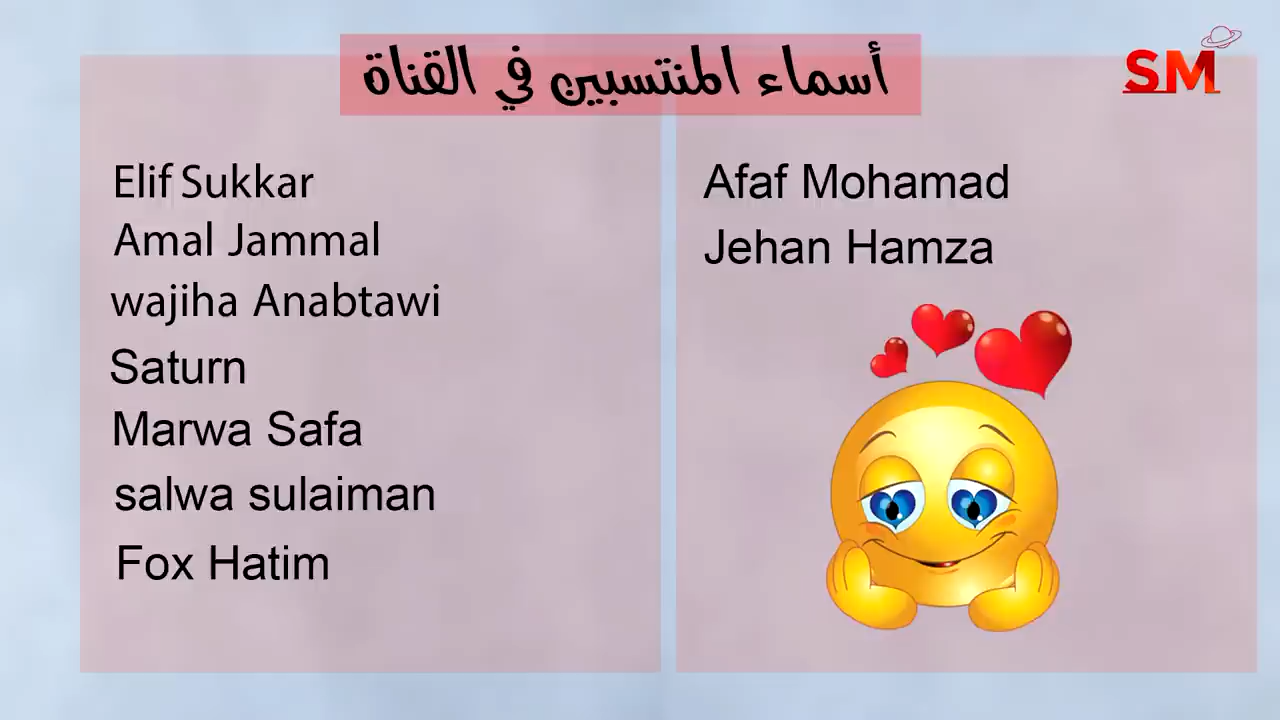 أسماء المنتسبين في القناة
SM
Elif Sukkar
Amal Jammal
wajiha Anabtawi
Saturn
Marwa Safa
salwa sulaiman
Fox Hatim
Afaf Mohamad
Jehan Hamza